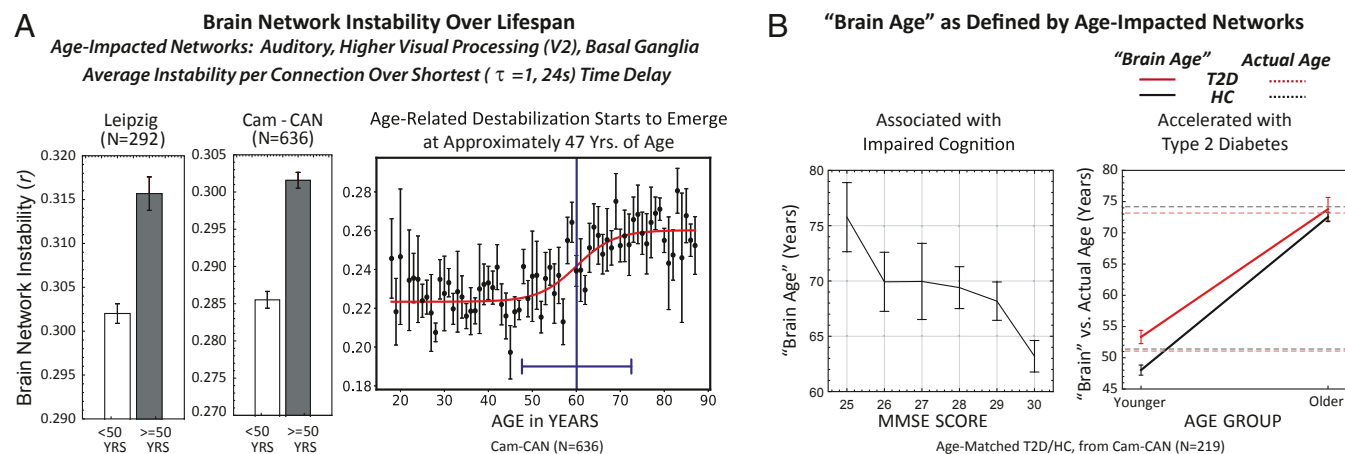 A
Brain Network Instability Over Lifespan
Age-Impacted Networks: Auditory, Higher Visual Processing (V2), Basal Ganglia
Average Instability per Connection Over Shortest ( τ =1, 24s) Time Delay
Leipzig
(N=292)
Cam - CAN
(N=636)
Age-Related Destabilization Starts to Emerge
at Approximately 47 Yrs. of Age
Brain Network Instability (r)
0.320
0.315
0.310
0.305
0.300
0.295
0.290
<50
YRS
>=50
YRS
0.305
0.300
0.295
0.290
0.285
0.280
0.275
0.270
<50
YRS
>=50
YRS
0.26
0.24
0.22
0.20
0.18
20 30 40 50 60 70 80 90
AGE in YEARS
Cam-CAN (N=636)
B
“Brain Age” as Defined by Age-Impacted Networks
“Brain Age” Actual Age
T2D
HC
Associated with
Impaired Cognition
“Brain Age” (Years)
80
75
70
65
60
25 26 27 28 29 30
MMSE SCORE
Accelerated with
Type 2 Diabetes
“Brain” vs. Actual Age (Years)
80
75
70
65
60
55
50
45
Younger Older
AGE GROUP
Age-Matched T2D/HC, from Cam-CAN (N=219)